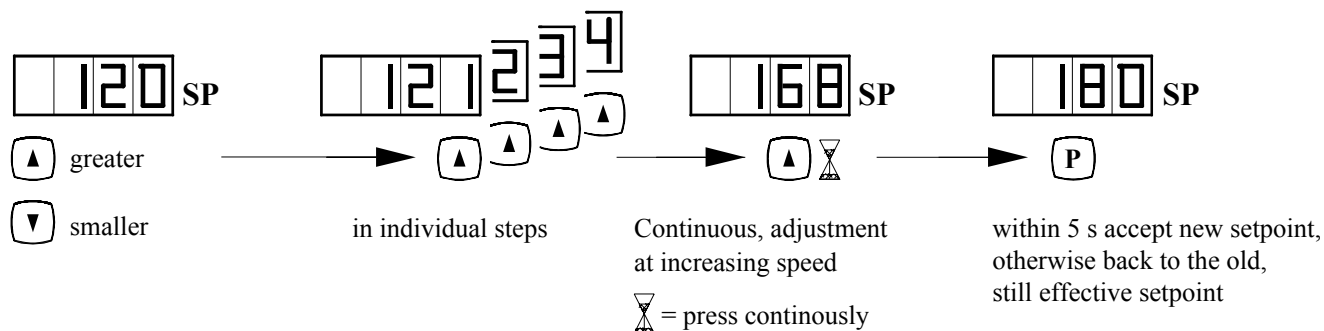 120 SP
121 2 3 4
168 SP
180 SP
greater
P
smaller
in individual steps
Continuous, adjustment
at increasing speed
= press continously
within 5 s accept new setpoint,
otherwise back to the old,
still effective setpoint